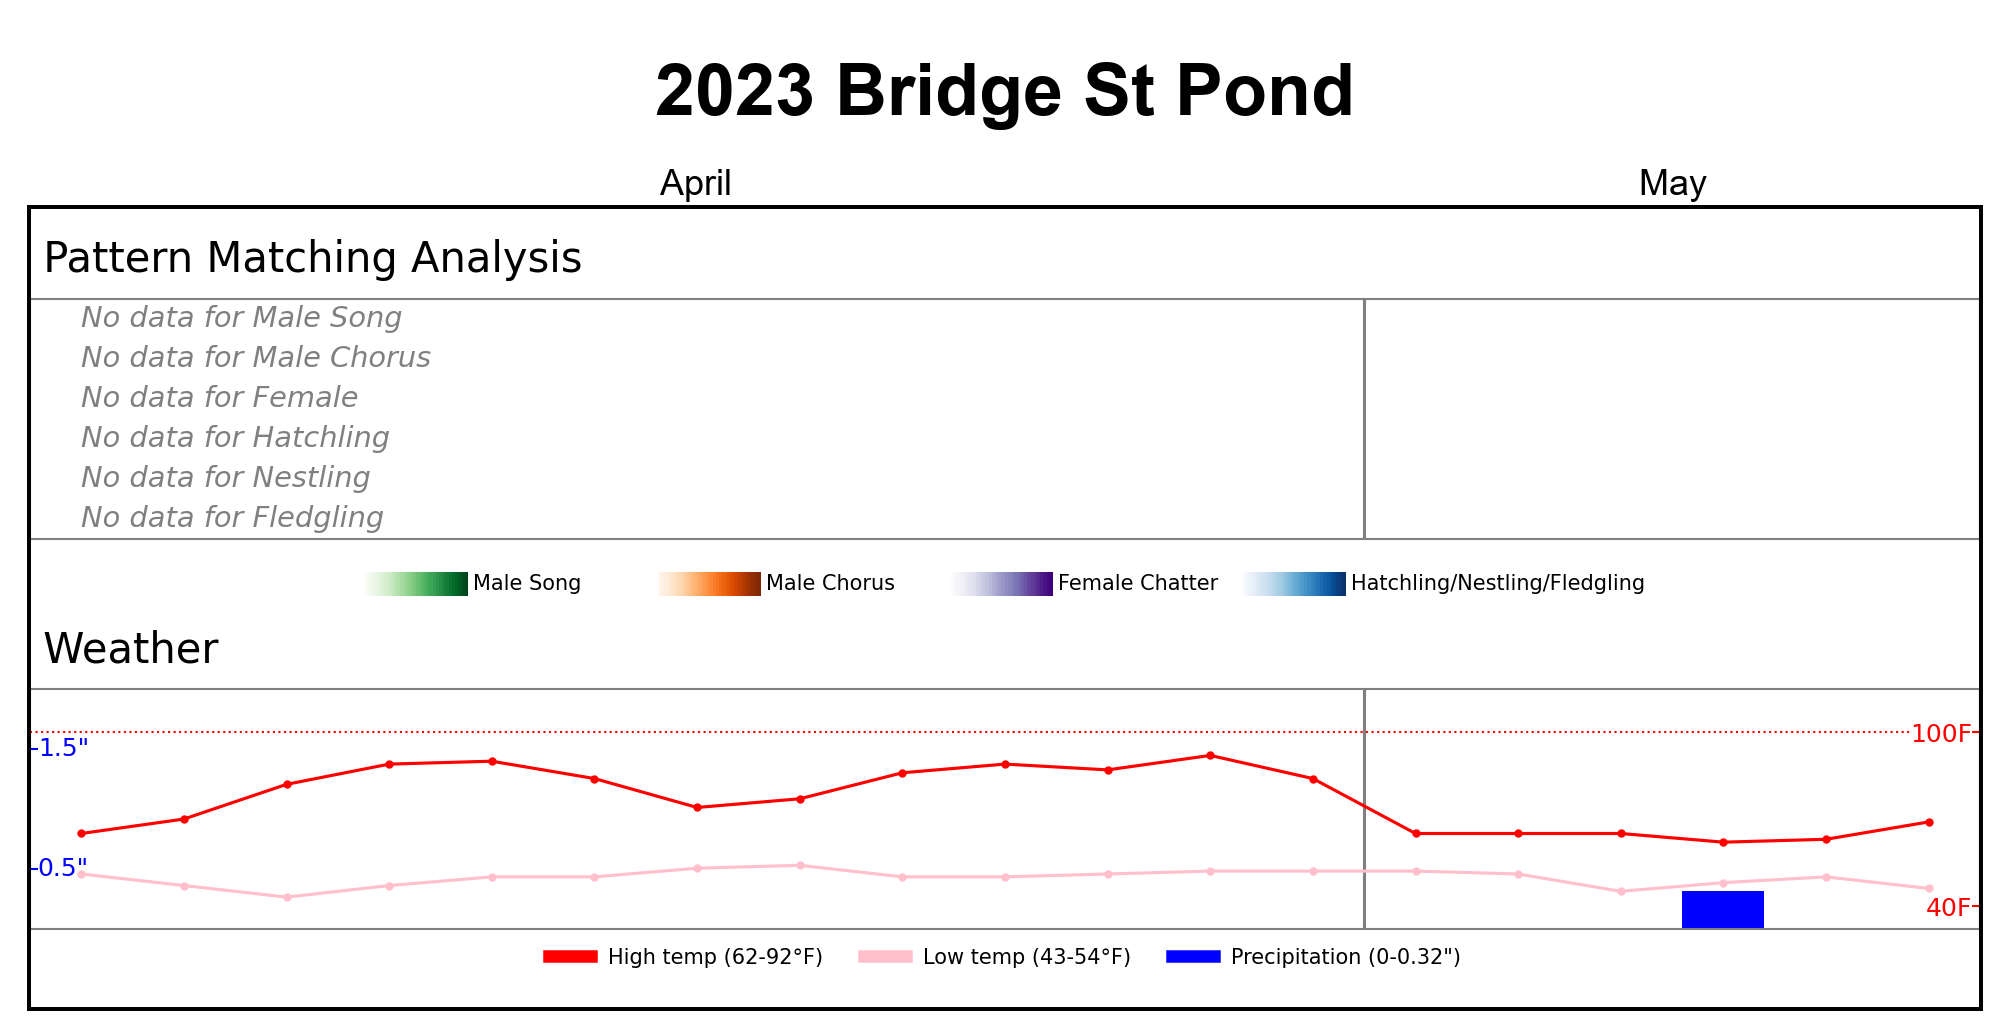 2023 Bridge St Pond
April May
Pattern Matching Analysis
No data for Male Song
No data for Male Chorus
No data for Female
No data for Hatchling
No data for Nestling
No data for Fledgling
Male Song Male Chorus Female Chatter Hatchling/Nestling/Fledgling
Weather
1.5" 100F
0.5" 40F
High temp (62-92°F) Low temp (43-54°F) Precipitation (0-0.32")